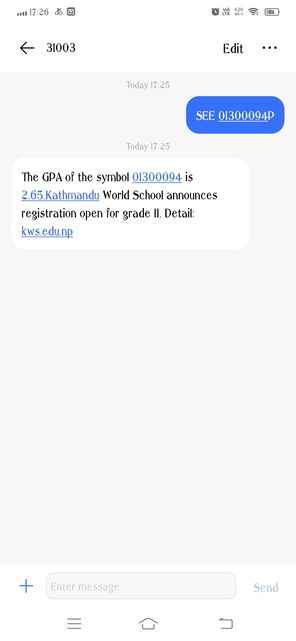 17:26
31003
Edit
Today 17:25
SEE 01300094P
Today 17:25
The GPA of the symbol 01300094 is
2.65.Kathmandu World School announces
registration open for grade 11. Detail:
kws.edu.np
Enter message
Send